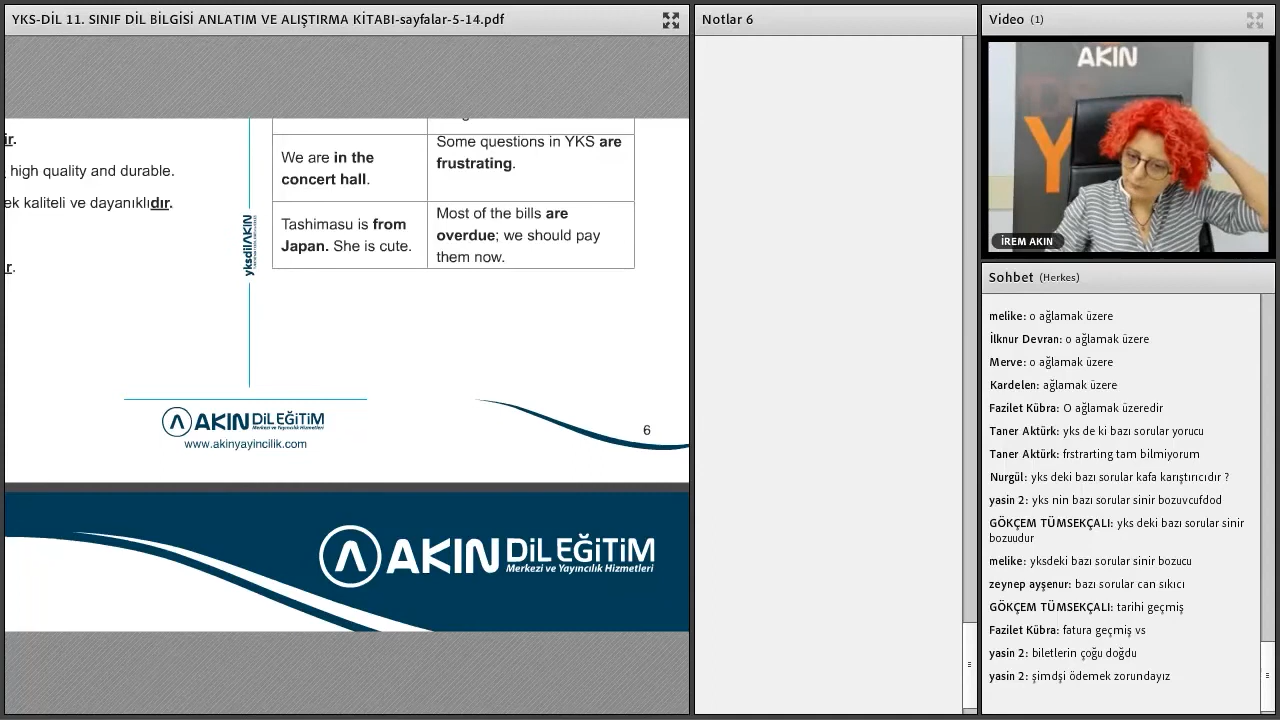 YKS-DİL 11. SINIF DİL BİLGİSİ ANLATIM VE ALIŞTIRMA KİTABI-sayfalar-5-14.pdf
ir.
high quality and durable.
ek kaliteli ve dayanıklıdır.
r.
yksdilAKIN
We are in the
concert hall.
Some questions in YKS are
frustrating.
Tashimasu is from
Japan. She is cute.
Most of the bills are
overdue; we should pay
them now.
AKIN DİL EĞİTİM
Merkezi ve Yayıncılık Hizmetleri
www.akinyayincilik.com
6
AKIN DİL EĞİTİM
Merkezi ve Yayıncılık Hizmetleri
Notlar 6
Video (1)
AKIN
Y
İREM AKIN
Sohbet (Herkes)
melike: o ağlamak üzere
İlknur Devran: o ağlamak üzere
Merve: o ağlamak üzere
Kardelen: ağlamak üzere
Fazilet Kübra: O ağlamak üzeredir
Taner Aktürk: yks de ki bazı sorular yorucu
Taner Aktürk: frstrarting tam bilmiyorum
Nurgül: yks deki bazı sorular kafa karıştırıcıdır ?
yasin 2: yks nin bazı sorular sinir bozuvcufdod
GÖKÇEM TÜMSEKÇALI: yks deki bazı sorular sinir
bozuudur
melike: yksdeki bazı sorular sinir bozucu
zeynep ayşenur: bazı sorular can sıkıcı
GÖKÇEM TÜMSEKÇALI: tarihi geçmiş
Fazilet Kübra: fatura geçmiş vs
yasin 2: biletlerin çoğu doğdu
yasin 2: şimdşi ödemek zorundayız